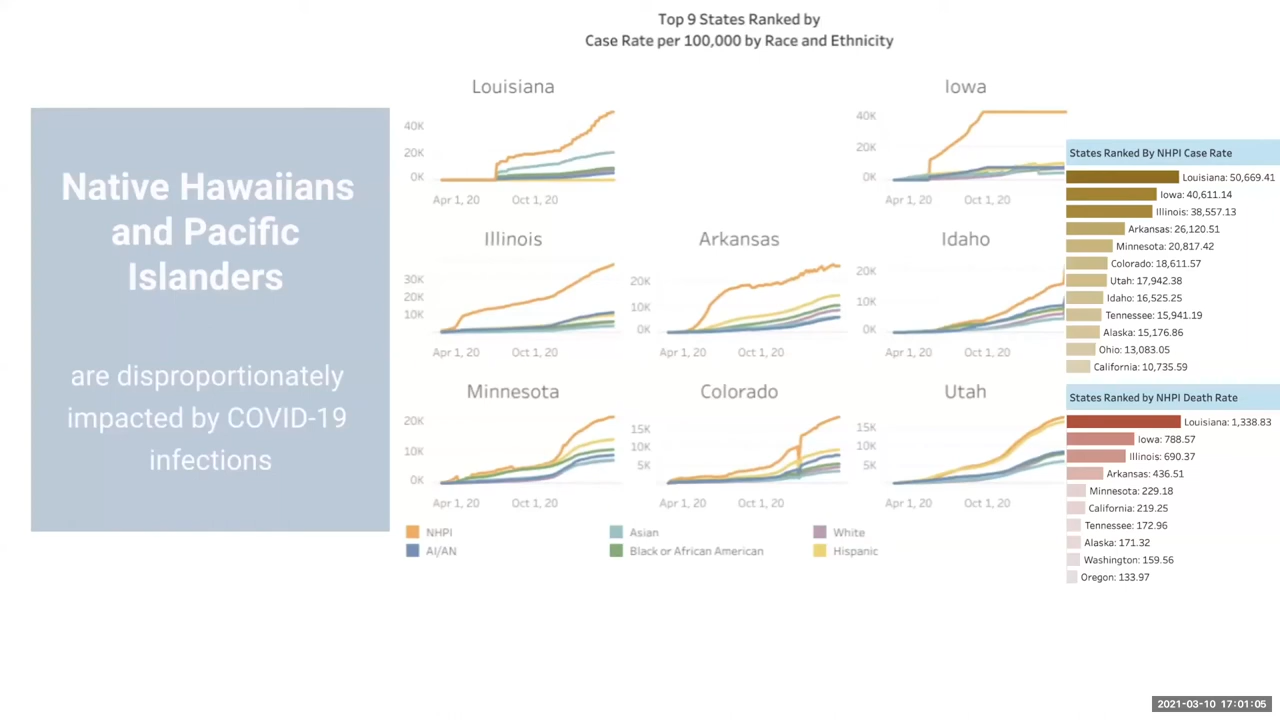 Top 9 States Ranked by
Case Rate per 100,000 by Race and Ethnicity
Native Hawaiians
and Pacific
Islanders
are disproportionately
impacted by COVID-19
infections
Louisiana
40K
20K
0K
Apr 1, 20 Oct 1, 20
Iowa
40K
20K
0K
Apr 1, 20 Oct 1, 20
Illinois
30K
20K
10K
Apr 1, 20 Oct 1, 20
Arkansas
20K
10K
0K
Apr 1, 20 Oct 1, 20
Idaho
20K
10K
0K
Apr 1, 20 Oct 1, 20
Minnesota
20K
10K
0K
Apr 1, 20 Oct 1, 20
Colorado
15K
10K
5K
Apr 1, 20 Oct 1, 20
Utah
15K
10K
5K
Apr 1, 20 Oct 1, 20
NHPI Asian White
AI/AN Black or African American Hispanic
States Ranked By NHPI Case Rate
Louisiana: 50,669.41
Iowa: 40,611.14
Illinois: 38,557.13
Arkansas: 26,120.51
Minnesota: 20,817.42
Colorado: 18,611.57
Utah: 17,942.38
Idaho: 16,525.25
Tennessee: 15,941.19
Alaska: 15,176.86
Ohio: 13,083.05
California: 10,735.59
States Ranked by NHPI Death Rate
Louisiana: 1,338.83
Iowa: 788.57
Illinois: 690.37
Arkansas: 436.51
Minnesota: 229.18
California: 219.25
Tennessee: 172.96
Alaska: 171.32
Washington: 159.56
Oregon: 133.97
2021-03-10 17:01:05